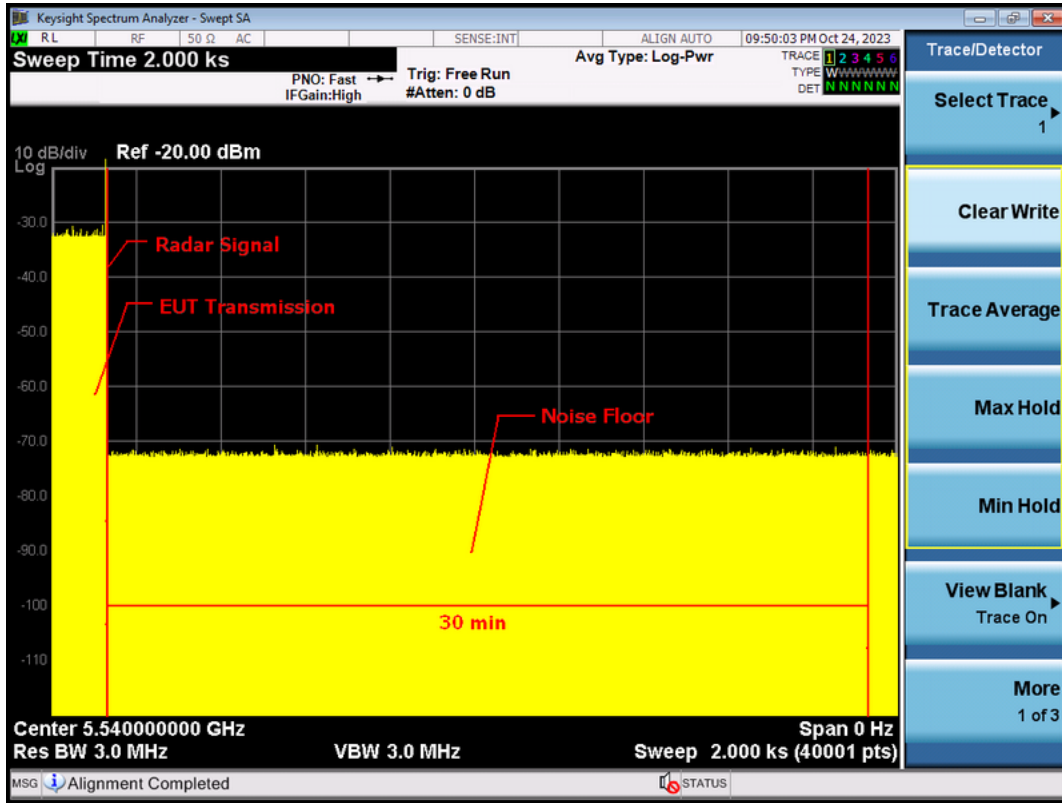 Keysight Spectrum Analyzer - Swept SA
LXI RL RF 50 Ω AC SENSE:INT ALIGN AUTO 09:50:03 PM Oct 24, 2023
Sweep Time 2.000 ks
PNO: Fast
IFGain:High
Trig: Free Run
#Atten: 0 dB
Avg Type: Log-Pwr
TRACE 1 2 3 4 5 6
TYPE WWWWWW
DET N N N N N N
Trace/Detector
Select Trace
1
Clear Write
Trace Average
Max Hold
Min Hold
View Blank
Trace On
More
1 of 3
10 dB/div Ref -20.00 dBm
Log
-30.0
-40.0
-50.0
-60.0
-70.0
-80.0
-90.0
-100
-110
Radar Signal
EUT Transmission
Noise Floor
30 min
Center 5.540000000 GHz Span 0 Hz
Res BW 3.0 MHz VBW 3.0 MHz Sweep 2.000 ks (40001 pts)
MSG Alignment Completed STATUS